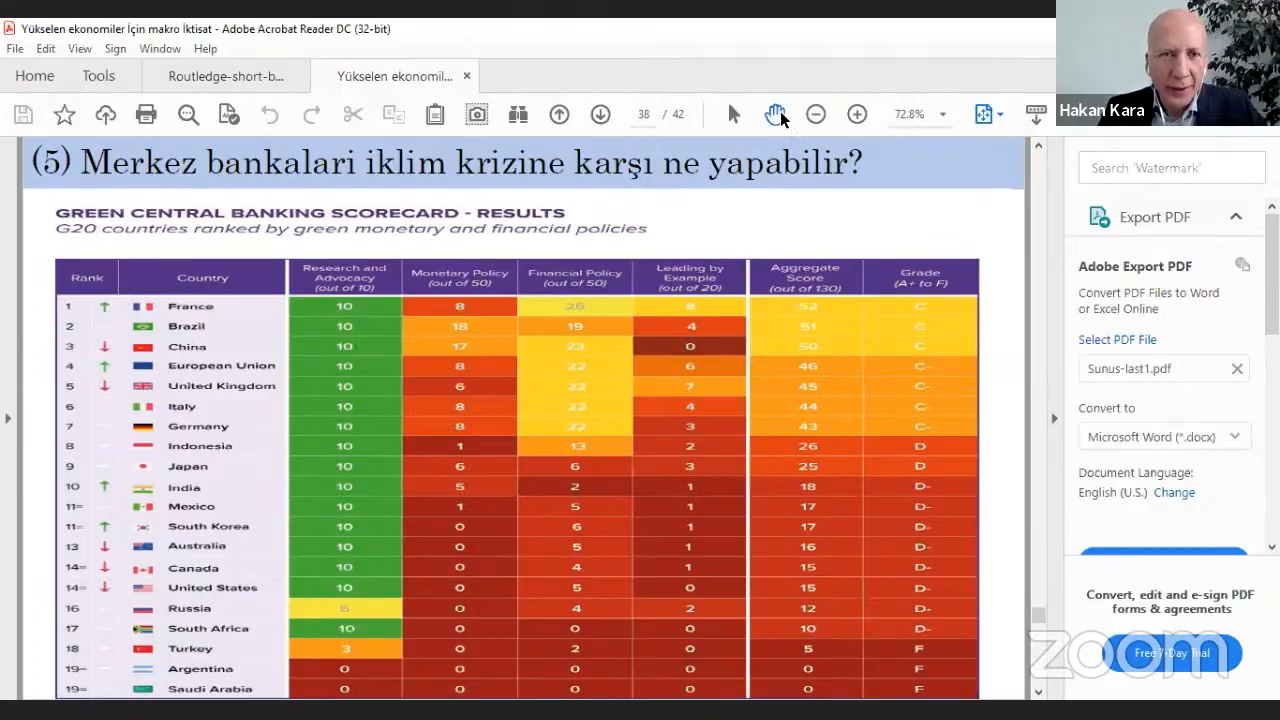 Yükselen ekonomiler İçin makro İktisat - Adobe Acrobat Reader DC (32-bit)
File Edit View Sign Window Help
Home Tools Routledge-short-b... Yükselen ekonomil... ×
38 / 42 72.8%
Hakan Kara
(5) Merkez bankalari iklim krizine karşı ne yapabilir?
GREEN CENTRAL BANKING SCORECARD - RESULTS
G20 countries ranked by green monetary and financial policies
Rank Country Research and Advocacy (out of 10) Monetary Policy (out of 50) Financial Policy (out of 50) Leading by Example (out of 20) Aggregate Score (out of 130) Grade (A+ to F)
1 France 10 8 26 8 52 C
2 Brazil 10 18 19 4 51 C
3 China 10 17 23 0 50 C
4 European Union 10 8 22 6 46 C-
5 United Kingdom 10 6 22 7 45 C-
6 Italy 10 8 22 4 44 C-
7 Germany 10 8 22 3 43 C-
8 Indonesia 10 1 13 2 26 D
9 Japan 10 6 6 3 25 D
10 India 10 5 2 1 18 D-
11= Mexico 10 1 5 1 17 D-
11= South Korea 10 0 6 1 17 D-
13 Australia 10 0 5 1 16 D-
14= Canada 10 0 4 1 15 D-
14= United States 10 0 5 0 15 D-
16 Russia 6 0 4 2 12 D-
17 South Africa 10 0 0 0 10 D-
18 Turkey 3 0 2 0 5 F
19= Argentina 0 0 0 0 0 F
19= Saudi Arabia 0 0 0 0 0 F
Search 'Watermark'
Export PDF
Adobe Export PDF
Convert PDF Files to Word
or Excel Online
Select PDF File
Sunus-last1.pdf
Convert to
Microsoft Word (*.docx)
Document Language:
English (U.S.) Change
Convert, edit and e-sign PDF
forms & agreements
Free 7-Day Trial
zoom